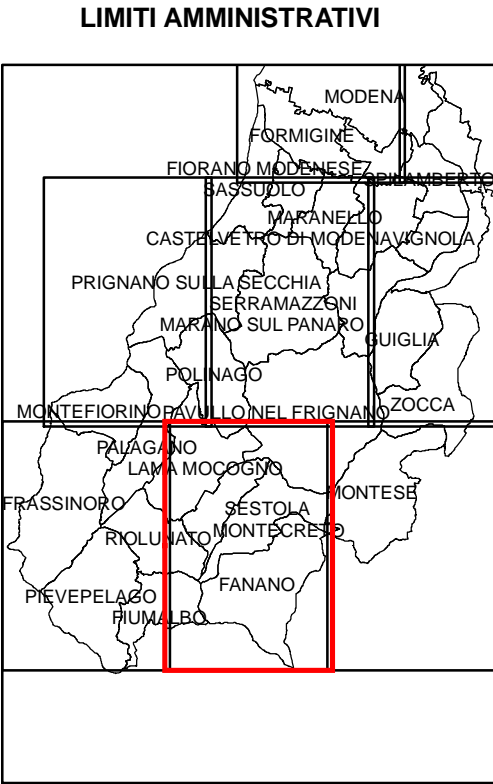 LIMITI AMMINISTRATIVI
MODENA
FORMIGINE
FIORANO MODENESE
SPILAMBERTO
SASSUOLO
MARANELLO
CASTELVETRO DI MODENA
VIGNOLA
PRIGNANO SULLA SECCHIA
SERRAMAZZONI
MARANO SUL PANARO
GUIGLIA
POLINAGO
MONTEFIORINO
PAVULLO NEL FRIGNANO
ZOCCA
PALAGANO
LAMA MOCOGNO
FRASSINORO
MONTESE
SESTOLA
RIOLUNATO
MONTECRETO
FANANO
PIEVEPELAGO
FIUMALBO